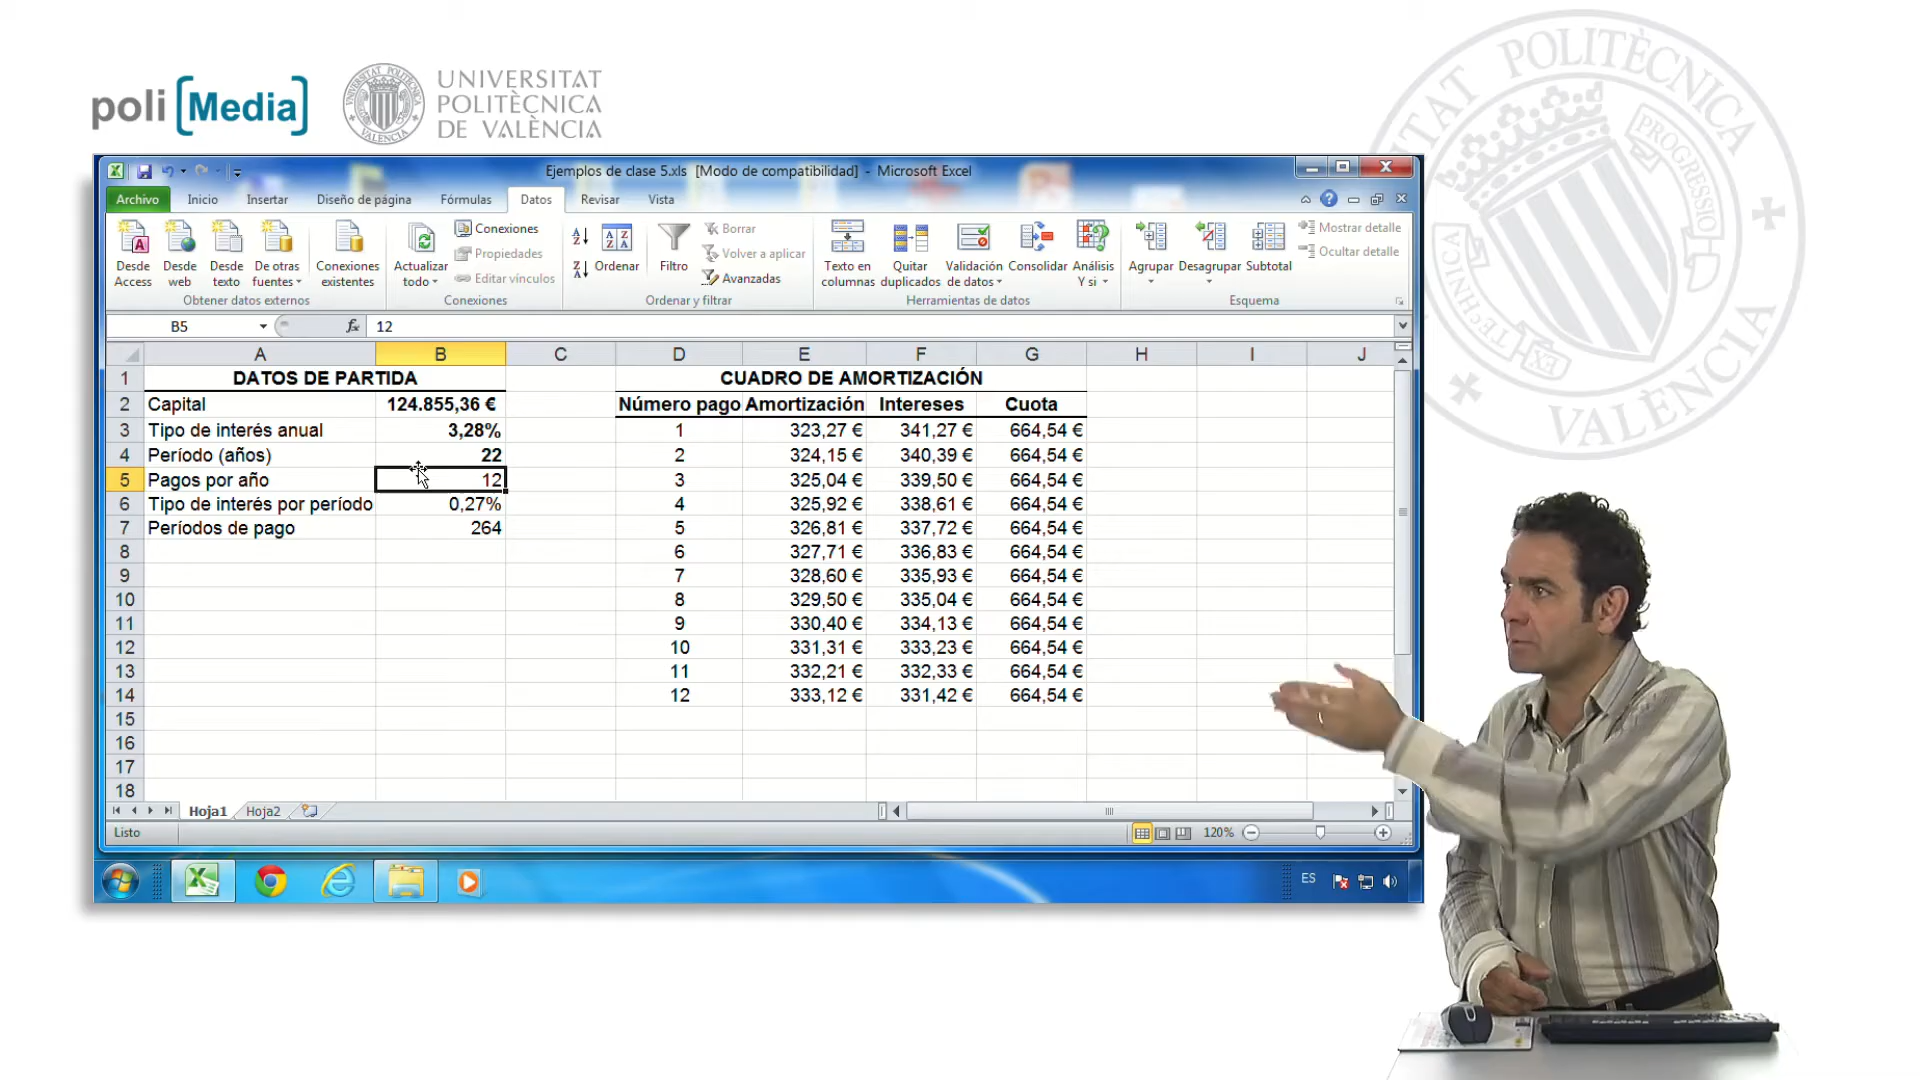 poli [Media]
UNIVERSITAT
POLITÈCNICA
DE VALÈNCIA
Ejemplos de clase 5.xls [Modo de compatibilidad] - Microsoft Excel
Archivo Inicio Insertar Diseño de página Fórmulas Datos Revisar Vista
Desde Access
Desde web
Desde texto
De otras fuentes
Conexiones existentes
Obtener datos externos
Actualizar todo
Conexiones
Propiedades
Editar vínculos
Conexiones
Ordenar
Filtro
Borrar
Volver a aplicar
Avanzadas
Ordenar y filtrar
Texto en columnas
Quitar duplicados
Validación de datos
Consolidar
Análisis Y si
Herramientas de datos
Agrupar
Desagrupar
Subtotal
Mostrar detalle
Ocultar detalle
Esquema
B5 fx 12
A B C D E F G H I J
1 DATOS DE PARTIDA CUADRO DE AMORTIZACIÓN
2 Capital 124.855,36 € Número pago Amortización Intereses Cuota
3 Tipo de interés anual 3,28% 1 323,27 € 341,27 € 664,54 €
4 Período (años) 22 2 324,15 € 340,39 € 664,54 €
5 Pagos por año 12 3 325,04 € 339,50 € 664,54 €
6 Tipo de interés por período 0,27% 4 325,92 € 338,61 € 664,54 €
7 Períodos de pago 264 5 326,81 € 337,72 € 664,54 €
8 6 327,71 € 336,83 € 664,54 €
9 7 328,60 € 335,93 € 664,54 €
10 8 329,50 € 335,04 € 664,54 €
11 9 330,40 € 334,13 € 664,54 €
12 10 331,31 € 333,23 € 664,54 €
13 11 332,21 € 332,33 € 664,54 €
14 12 333,12 € 331,42 € 664,54 €
15
16
17
18
Hoja1 Hoja2
Listo 120%
ES
ITAT POLITÈCNICA
VALÈNCIA
PROGRESSIO
EX TECHNICA